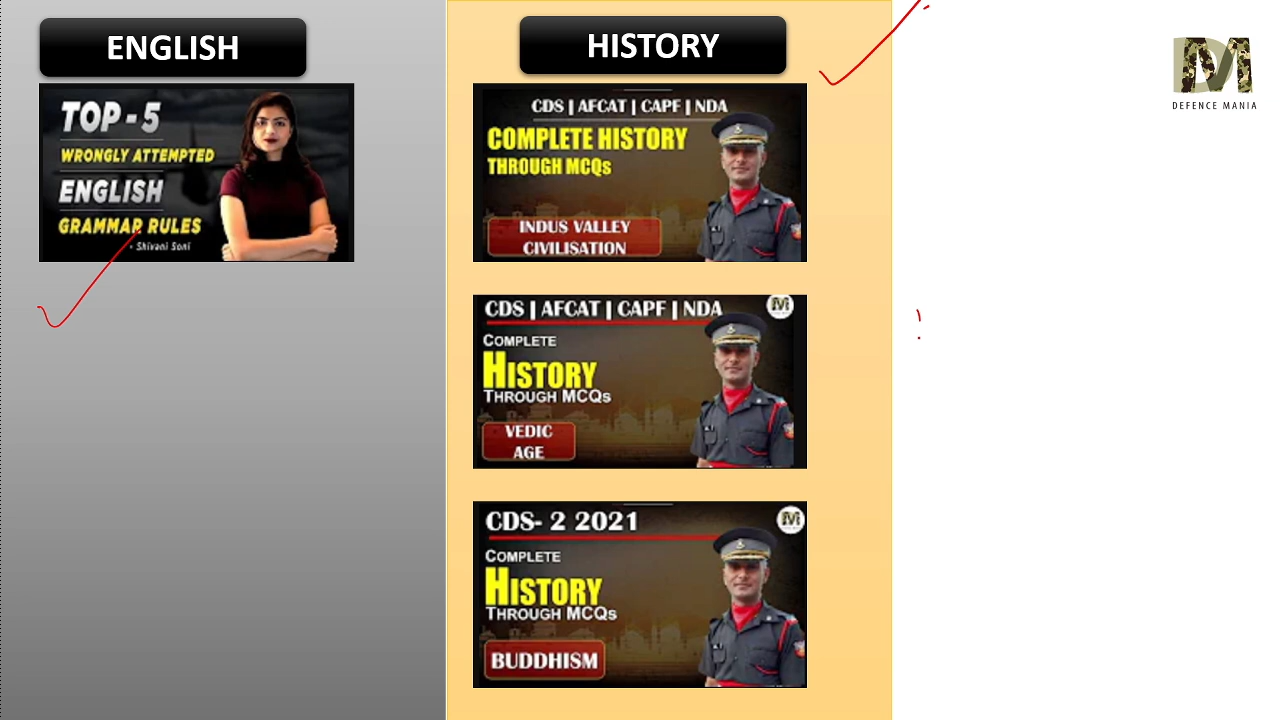 ENGLISH
TOP - 5
WRONGLY ATTEMPTED
ENGLISH
GRAMMAR RULES
- Shivani Soni
HISTORY
CDS | AFCAT | CAPF | NDA
COMPLETE HISTORY
THROUGH MCQs
INDUS VALLEY
CIVILISATION
CDS | AFCAT | CAPF | NDA
COMPLETE
HISTORY
THROUGH MCQs
VEDIC
AGE
CDS- 2 2021
COMPLETE
HISTORY
THROUGH MCQs
BUDDHISM
DM
DEFENCE MANIA